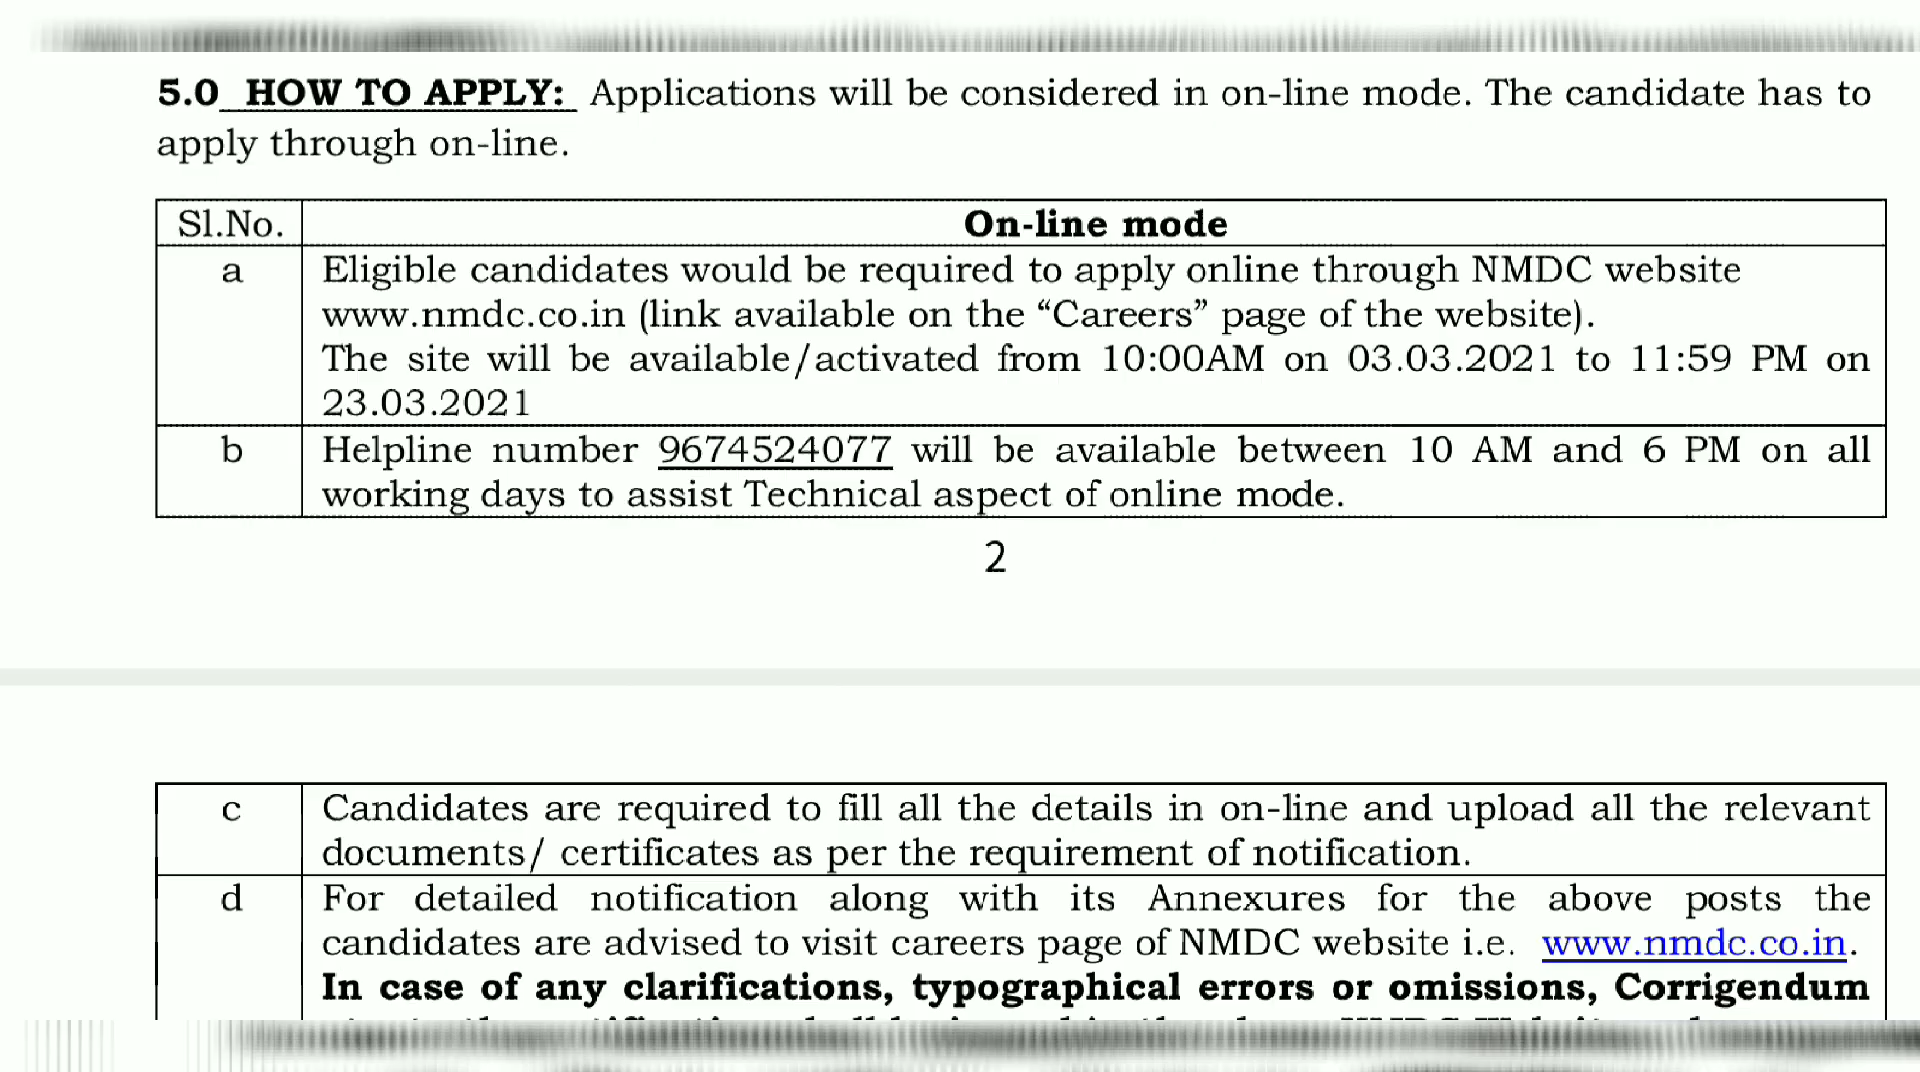 5.0 HOW TO APPLY: Applications will be considered in on-line mode. The candidate has to
apply through on-line.
Sl.No. On-line mode
a Eligible candidates would be required to apply online through NMDC website
www.nmdc.co.in (link available on the “Careers” page of the website).
The site will be available/activated from 10:00AM on 03.03.2021 to 11:59 PM on
23.03.2021
b Helpline number 9674524077 will be available between 10 AM and 6 PM on all
working days to assist Technical aspect of online mode.
2
c Candidates are required to fill all the details in on-line and upload all the relevant
documents/ certificates as per the requirement of notification.
d For detailed notification along with its Annexures for the above posts the
candidates are advised to visit careers page of NMDC website i.e. www.nmdc.co.in.
In case of any clarifications, typographical errors or omissions, Corrigendum